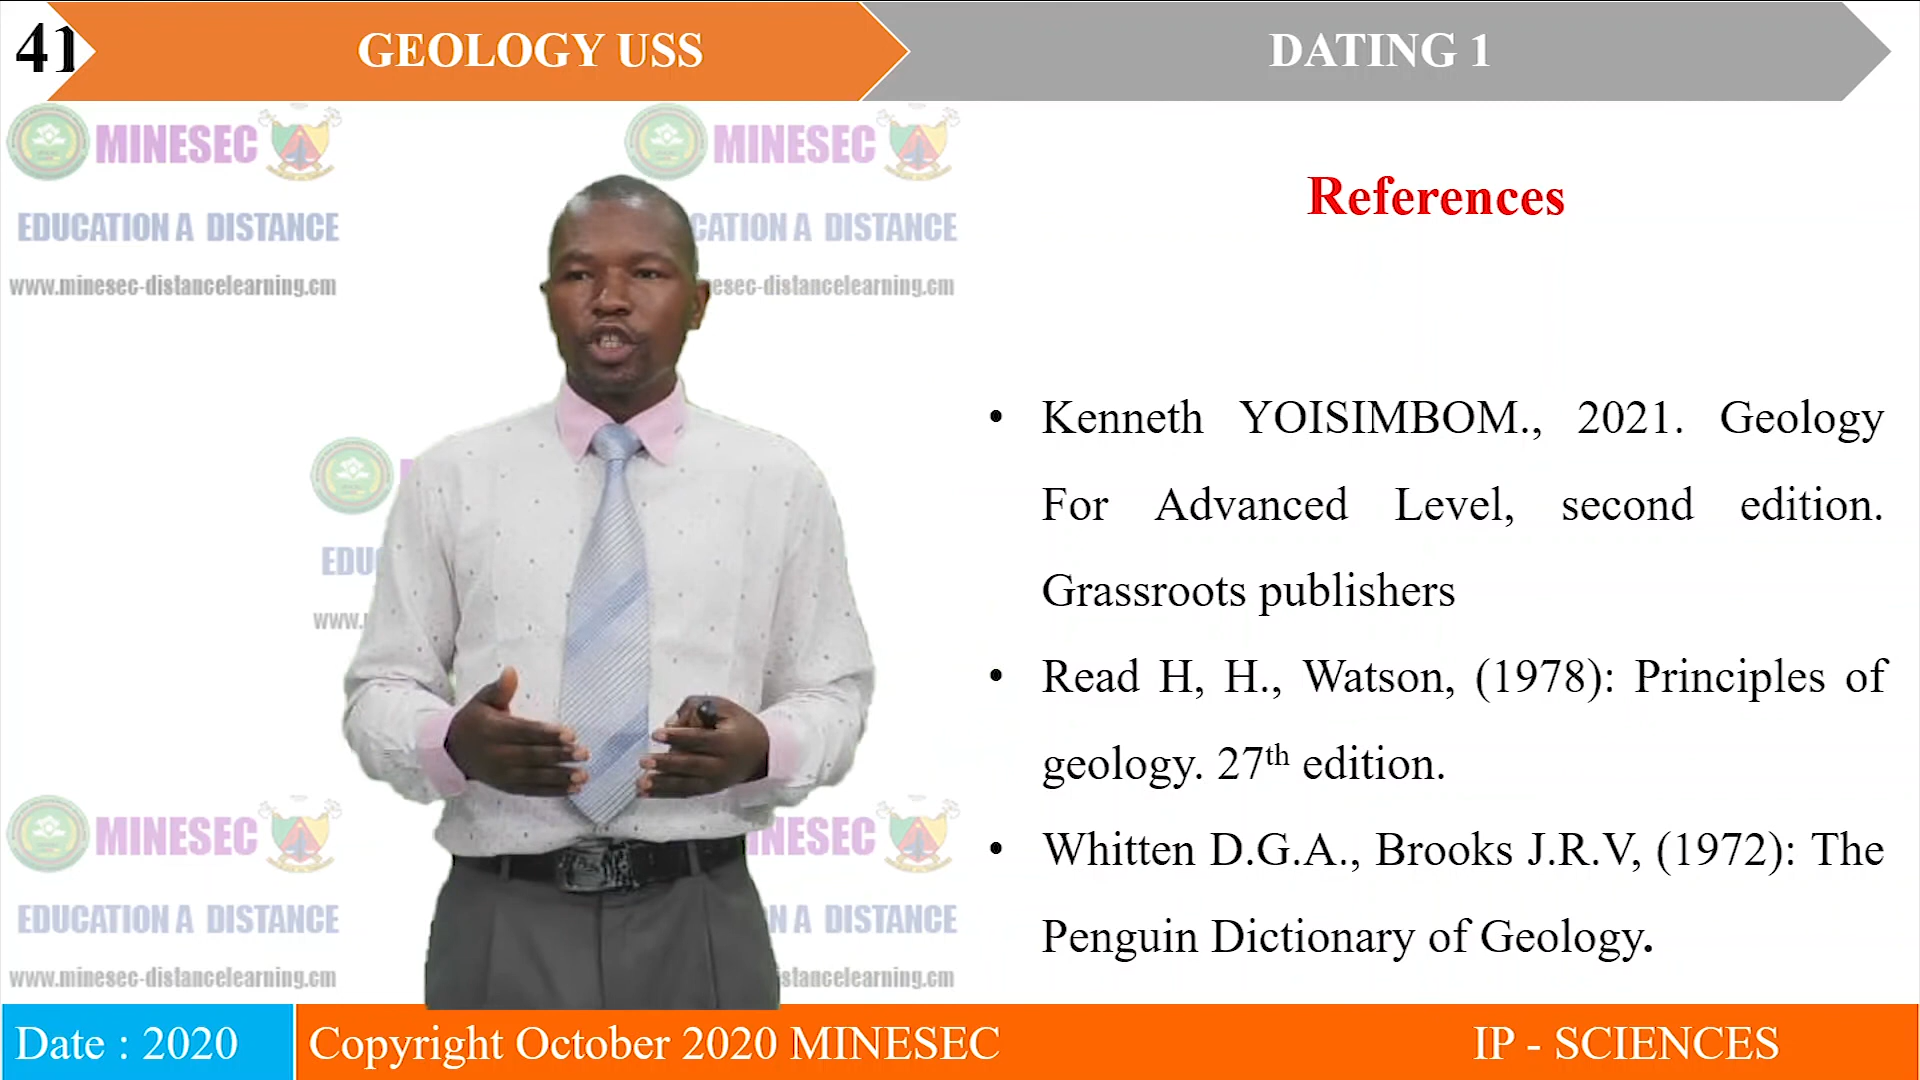 41
GEOLOGY USS
DATING 1
MINESEC
MINESEC
EDUCATION A DISTANCE
CATION A DISTANCE
www.minesec-distancelearning.cm
esec-distancelearning.cm
References
• Kenneth YOISIMBOM., 2021. Geology
For Advanced Level, second edition.
Grassroots publishers
• Read H, H., Watson, (1978): Principles of
geology. 27th edition.
• Whitten D.G.A., Brooks J.R.V, (1972): The
Penguin Dictionary of Geology.
EDU
www.
MINESEC
INESEC
EDUCATION A DISTANCE
N A DISTANCE
www.minesec-distancelearning.cm
stancelearning.cm
Date : 2020
Copyright October 2020 MINESEC
IP - SCIENCES